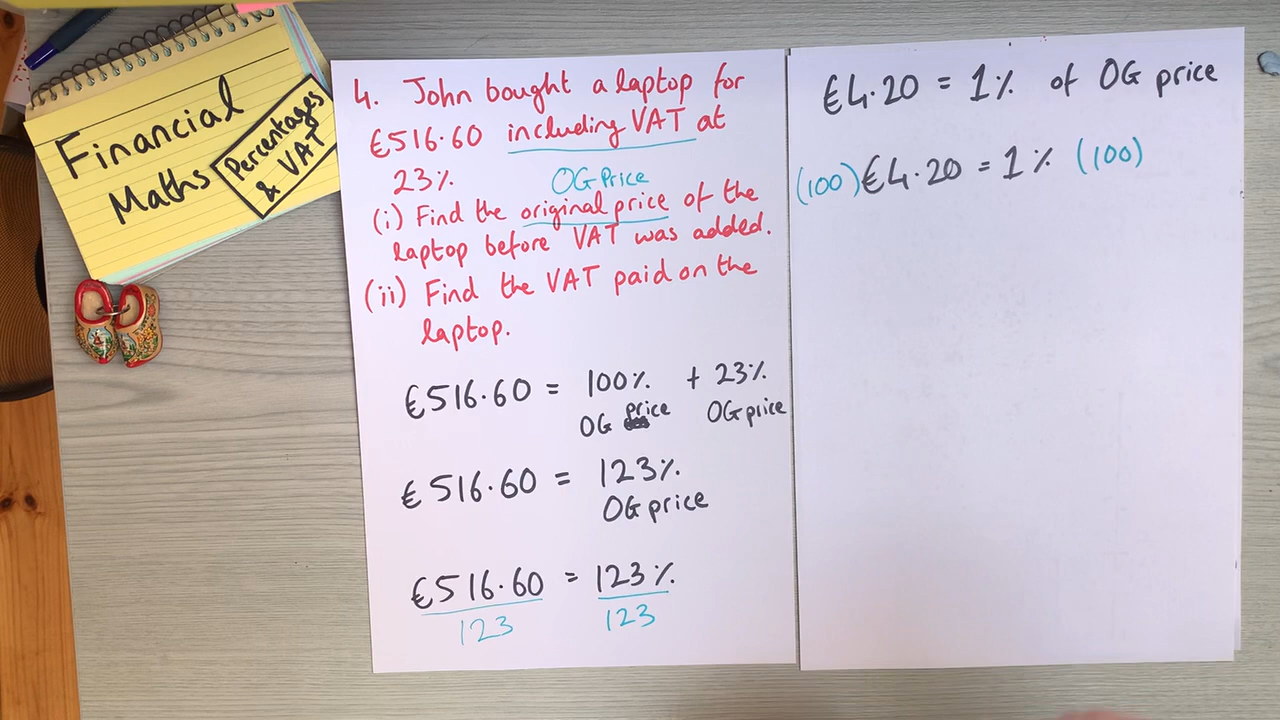 Financial
Maths
Percentages
& VAT
4. John bought a laptop for
€516.60 including VAT at
23%
OG Price
(i) Find the original price of the
laptop before VAT was added.
(ii) Find the VAT paid on the
laptop.
€516.60 = 100% + 23%
OG price OG price
€516.60 = 123%
OG price
€516.60 = 123%
123 123
€4.20 = 1% of OG price
(100) €4.20 = 1% (100)